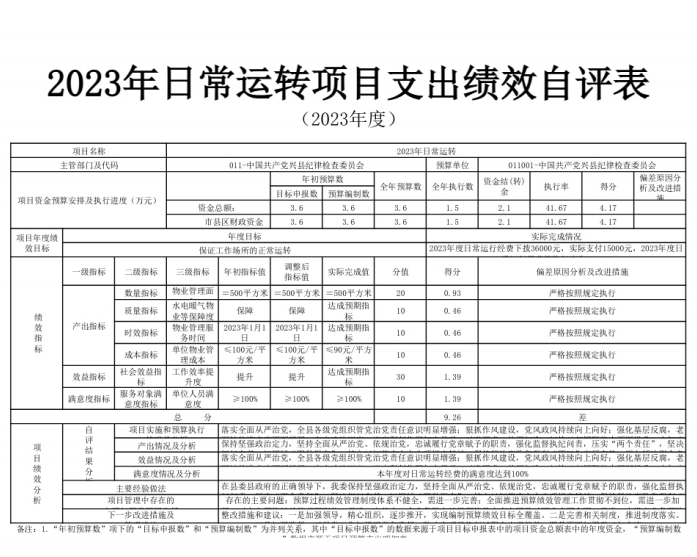 2023年日常运转项目支出绩效自评表
（2023年度）
项目名称 2023年日常运转
主管部门及代码 011-中国共产党兴县纪律检查委员会 预算单位 011001-中国共产党兴县纪律检查委员会
项目资金预算安排及执行进度（万元） 年初预算数 全年预算数 全年执行数 资金结(转)余 执行率 得分 偏差原因分析及改进措施
目标申报数 预算编制数
资金总额: 3.6 3.6 3.6 1.5 2.1 41.67 4.17
市县区财政资金 3.6 3.6 3.6 1.5 2.1 41.67 4.17
项目年度绩效目标 年度目标 实际完成情况
保证工作场所的正常运转 2023年度日常运行经费下拨36000元，实际支付15000元，2023年度日
绩效指标 一级指标 二级指标 三级指标 年初指标值 调整后指标值 实际完成值 分值 得分 偏差原因分析及改进措施
产出指标 数量指标 物业管理面 ＝500平方米 ＝500平方米 ＝500平方米 20 0.93 严格按照规定执行
质量指标 水电暖气物业等保障度 保障 保障 达成预期指标 10 0.46 严格按照规定执行
时效指标 物业管理服务时间 2023年1月1日 2023年1月1日 达成预期指标 10 0.46 严格按照规定执行
成本指标 单位物业管理成本 ≤100元/平方米 ≤100元/平方米 ≤90元/平方米 10 0.46 严格按照规定执行
效益指标 社会效益指标 工作效率提升度 提升 提升 达成预期指标 30 1.39 严格按照规定执行
满意度指标 服务对象满意度指标 单位人员满意度 ≥100% ≥100% ≥100% 10 1.39 严格按照规定执行
总 分 9.26 差
项目绩效分析 自评结果分 项目实施和预算执行 落实全面从严治党，全县各级党组织管党治党责任意识明显增强；狠抓作风建设，党风政风持续向上向好；强化基层反腐，老
产出情况及分析 保持坚强政治定力，坚持全面从严治党、依规治党，忠诚履行党章赋予的职责，强化监督执纪问责，压实“两个责任”，坚决
效益情况及分析 落实全面从严治党，全县各级党组织管党治党责任意识明显增强；狠抓作风建设，党风政风持续向上向好；强化基层反腐，老
满意度情况及分析 本年度对日常运转经费的满意度达到100%
主要经验做法 在县委县政府的正确领导下，我委保持坚强政治定力，坚持全面从严治党、依规治党，忠诚履行党章赋予的职责，强化监督执
项目管理中存在的 存在的主要问题：预算过程绩效管理制度体系不健全，需进一步完善；全面推进预算绩效管理工作贯彻不到位，需进一步加
下一步改进措施及 整改措施和建议：一是加强领导，精心组织，逐步推开，实现编制预算绩效目标全覆盖。二是完善相关制度，推进制度落实。
备注：1.“年初预算数”项下的“目标申报数”和“预算编制数”为并列关系，其中“目标申报数”的数据来源于项目目标申报表中的项目资金总额表中的年度资金，“预算编制数